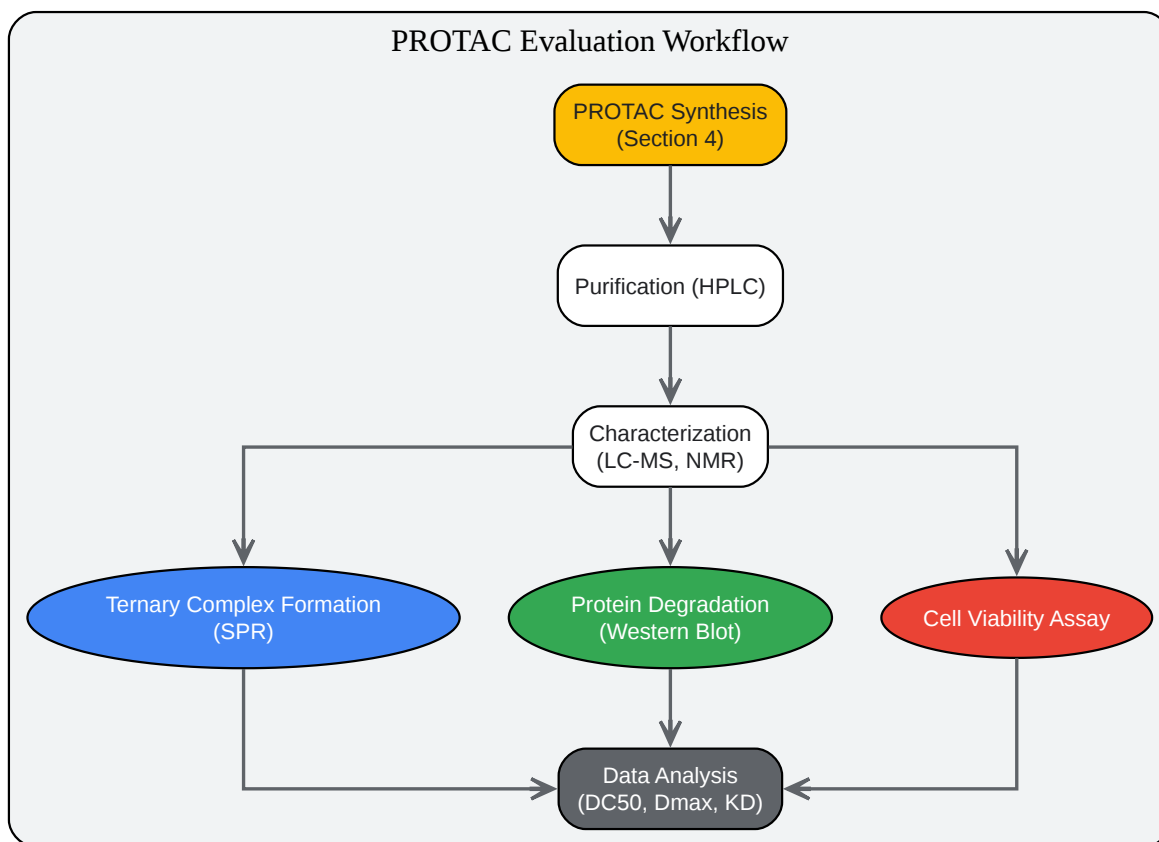 PROTAC Evaluation Workflow
PROTAC Synthesis
(Section 4)
Purification (HPLC)
Characterization
(LC-MS, NMR)
Ternary Complex Formation
(SPR)
Protein Degradation
(Western Blot)
Cell Viability Assay
Data Analysis
(DC50, Dmax, KD)